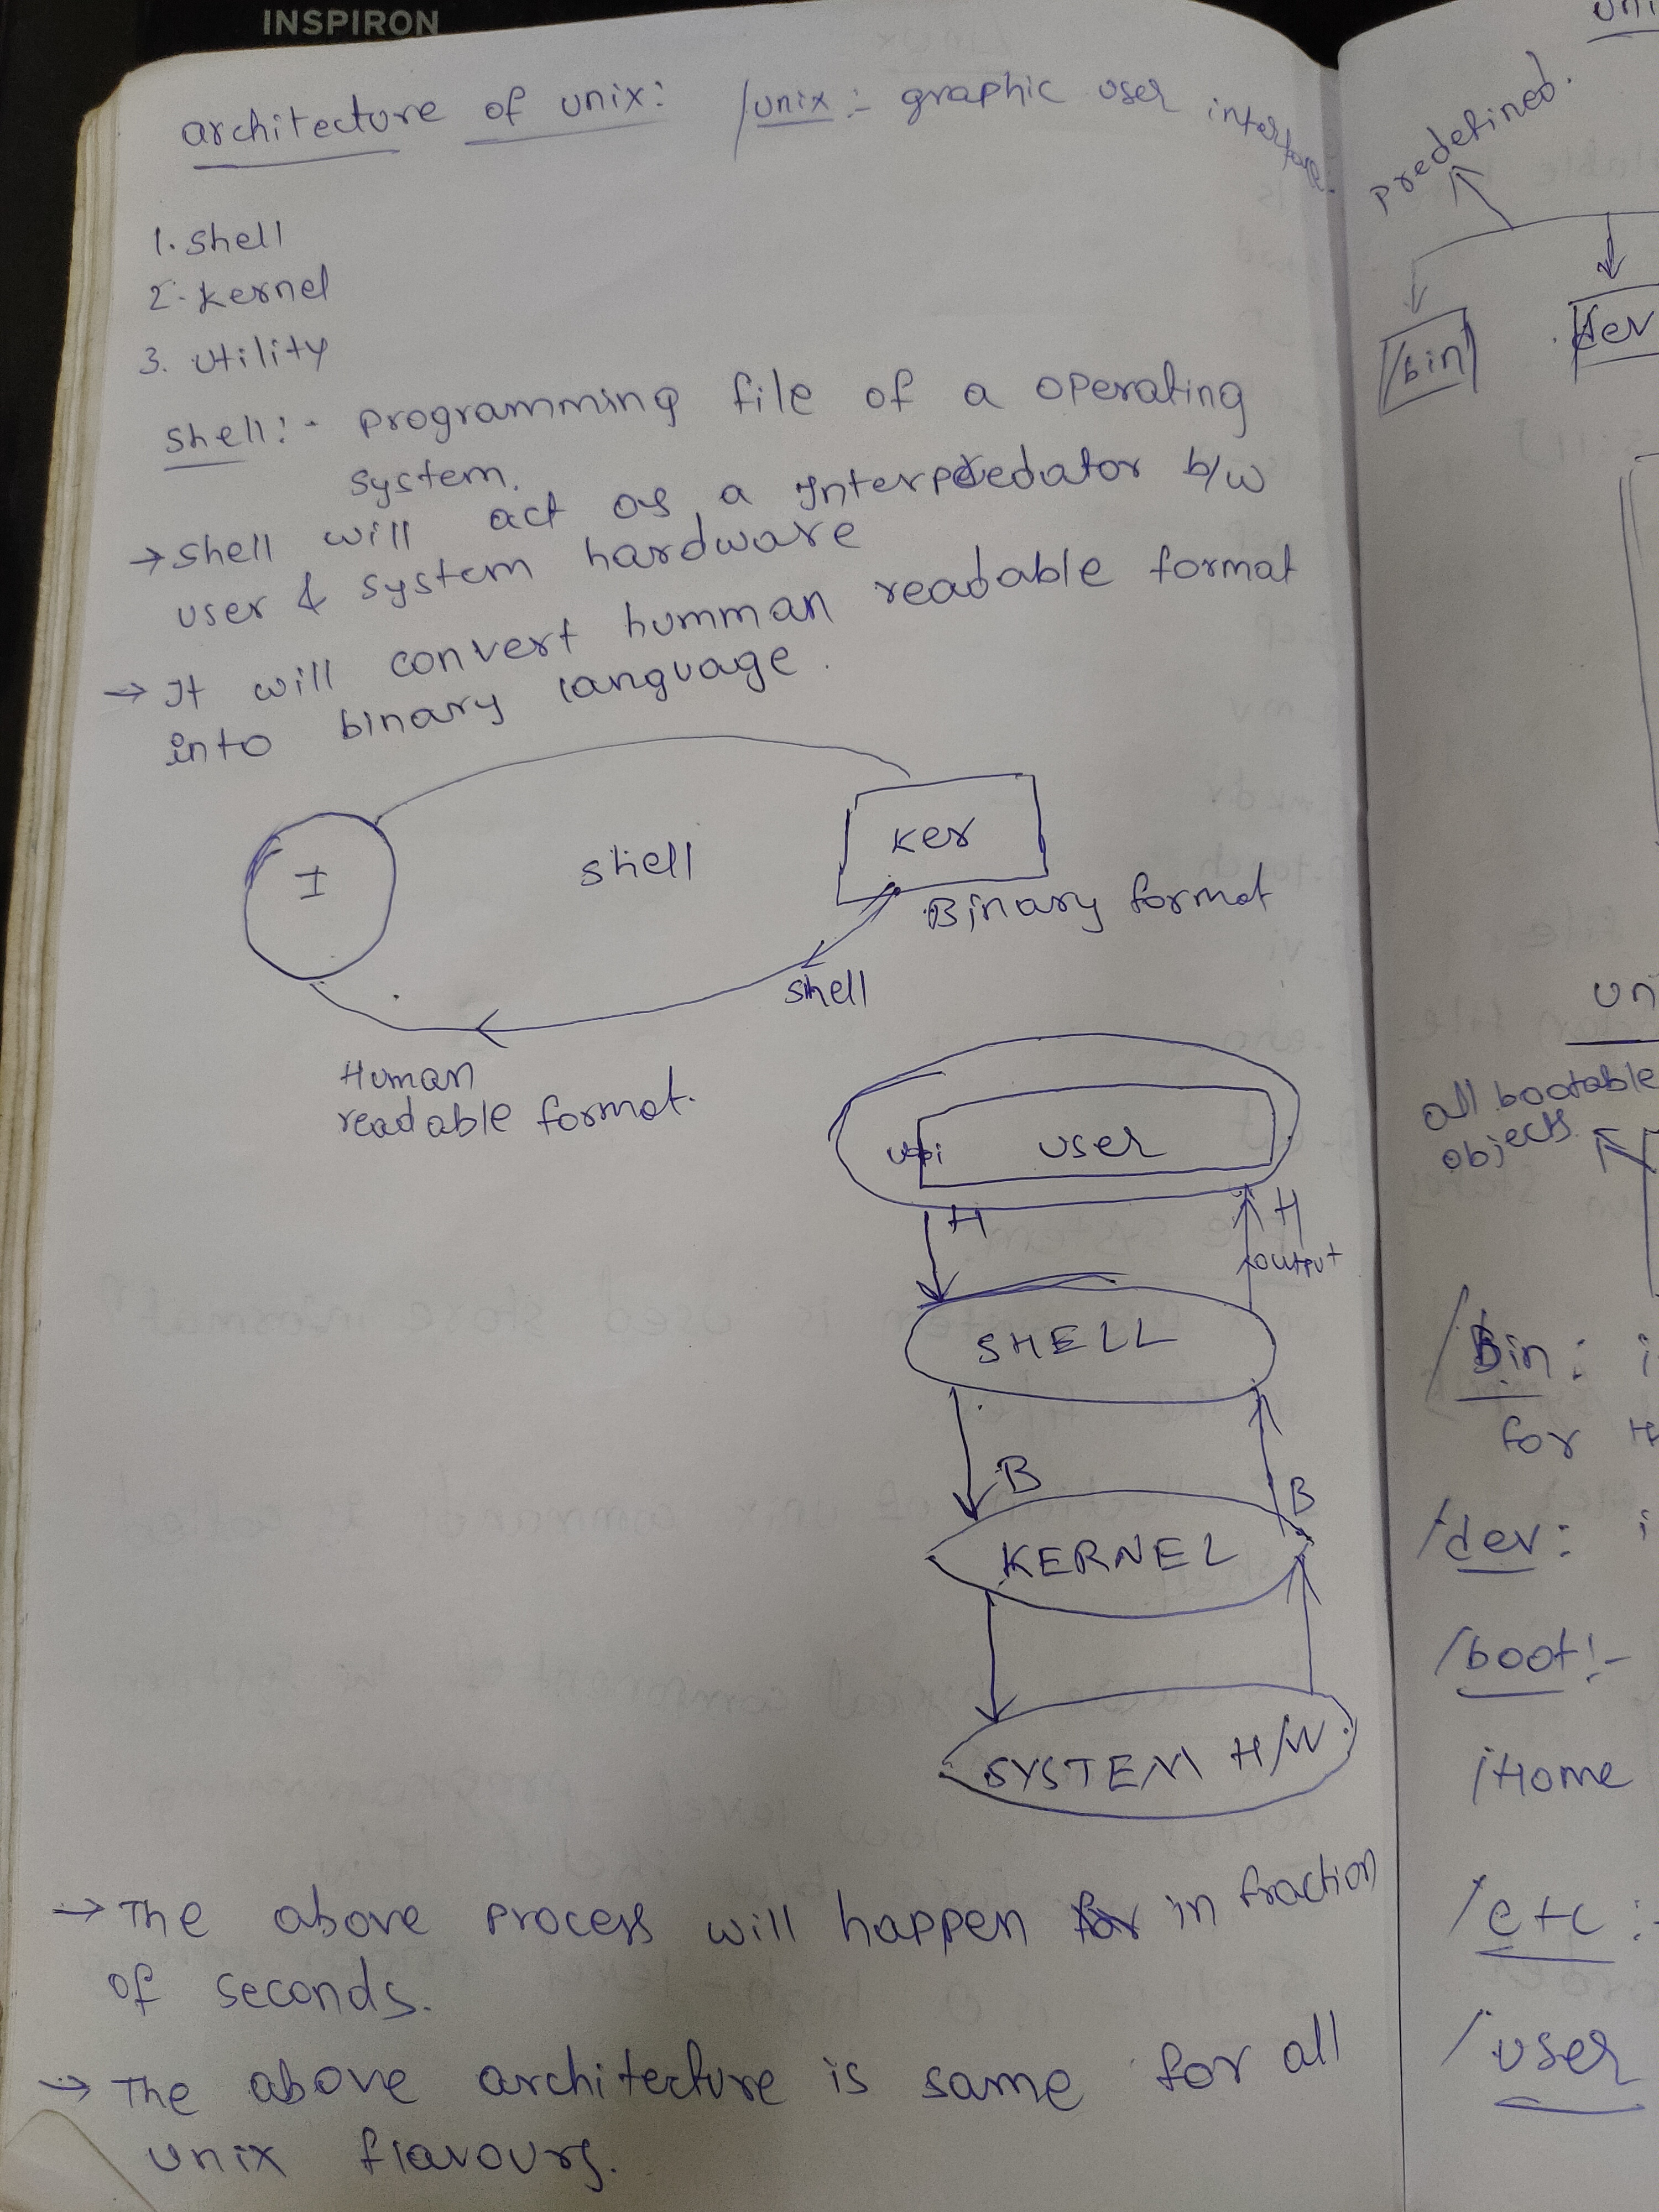 INSPIRON
architecture of unix: /unix :- graphic user interface.
1. shell
2. kernel
3. utility
shell:- programming file of a operating
system.
→ shell will act as a Interpredator b/w
user & system hardware
→ It will convert humman readable format
into binary language.
I
shell
Ker
Binary format
shell
Human
readable format.
user
H
H
output
SHELL
B
B
KERNEL
SYSTEM H/W
→ The above process will happen in fraction
of seconds.
→ The above architecture is same for all
unix flavours.
predefined.
/bin
/dev
all bootable
objects
/Bin :
for
/dev :
/boot :-
/Home
/etc :-
/user